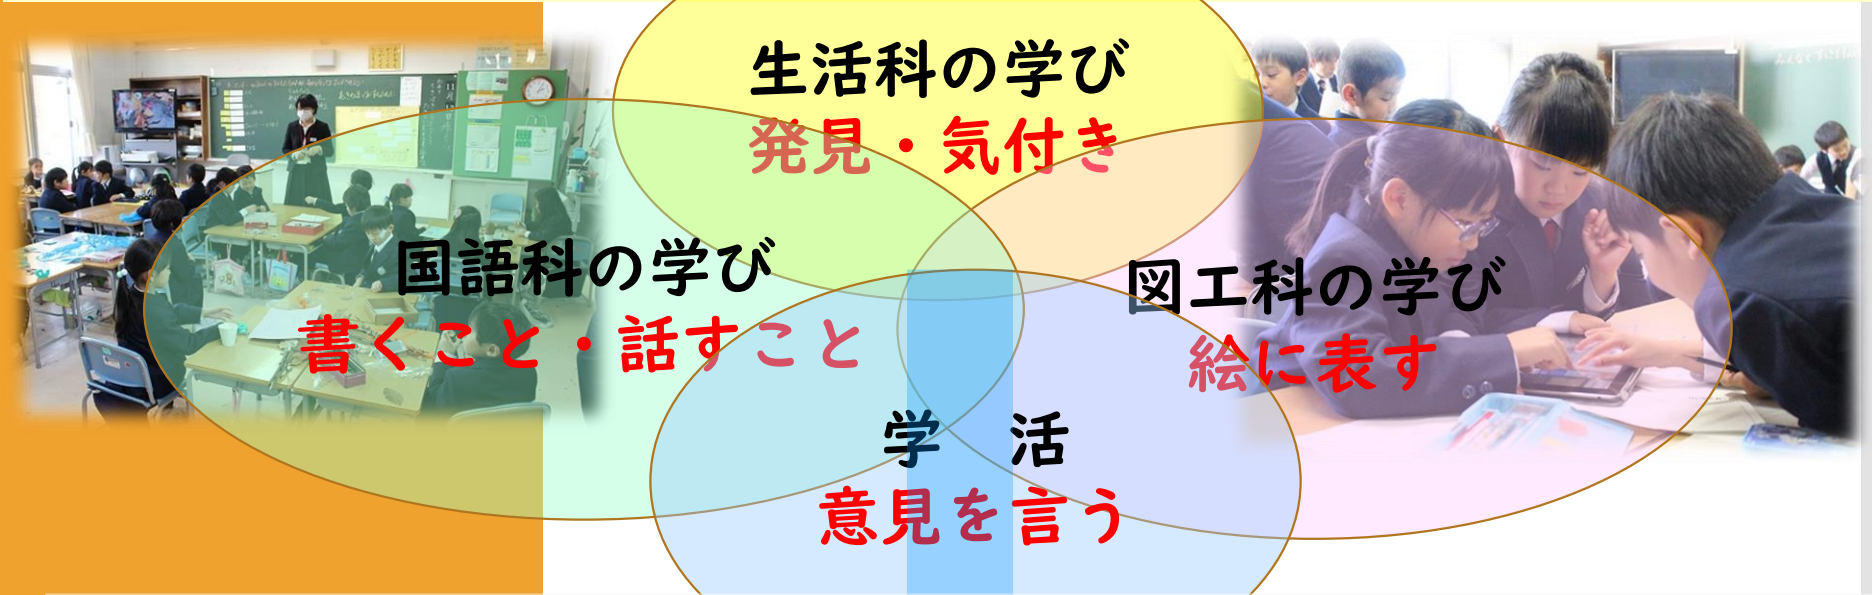 生活科の学び
発見・気付き
国語科の学び
書くこと・話すこと
図工科の学び
絵に表す
学　活
意見を言う